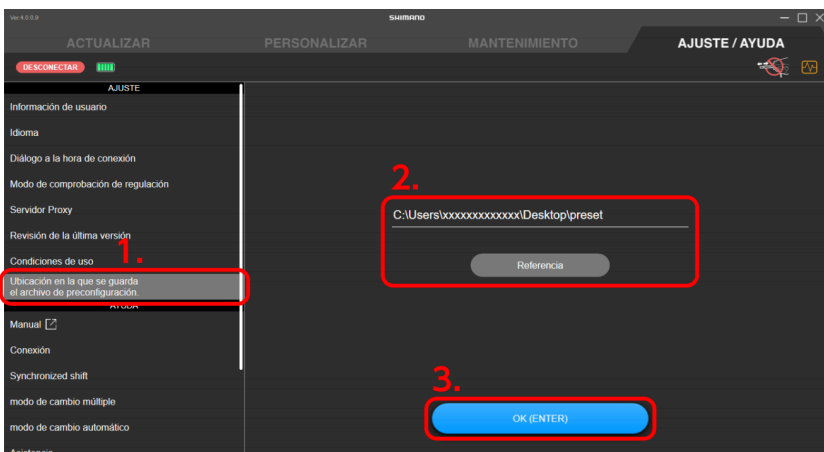 Ver.4.0.0.8
SHIMANO
ACTUALIZAR
PERSONALIZAR
MANTENIMIENTO
AJUSTE / AYUDA
DESCONECTAR
AJUSTE
Información de usuario
Idioma
Diálogo a la hora de conexión
Modo de comprobación de regulación
Servidor Proxy
Revisión de la última versión
Condiciones de uso
1.
Ubicación en la que se guarda
el archivo de preconfiguración.
AYUDA
Manual
Conexión
Synchronized shift
modo de cambio múltiple
modo de cambio automático
Asistencia
2.
C:\Users\xxxxxxxxxxxxx\Desktop\preset
Referencia
3.
OK (ENTER)